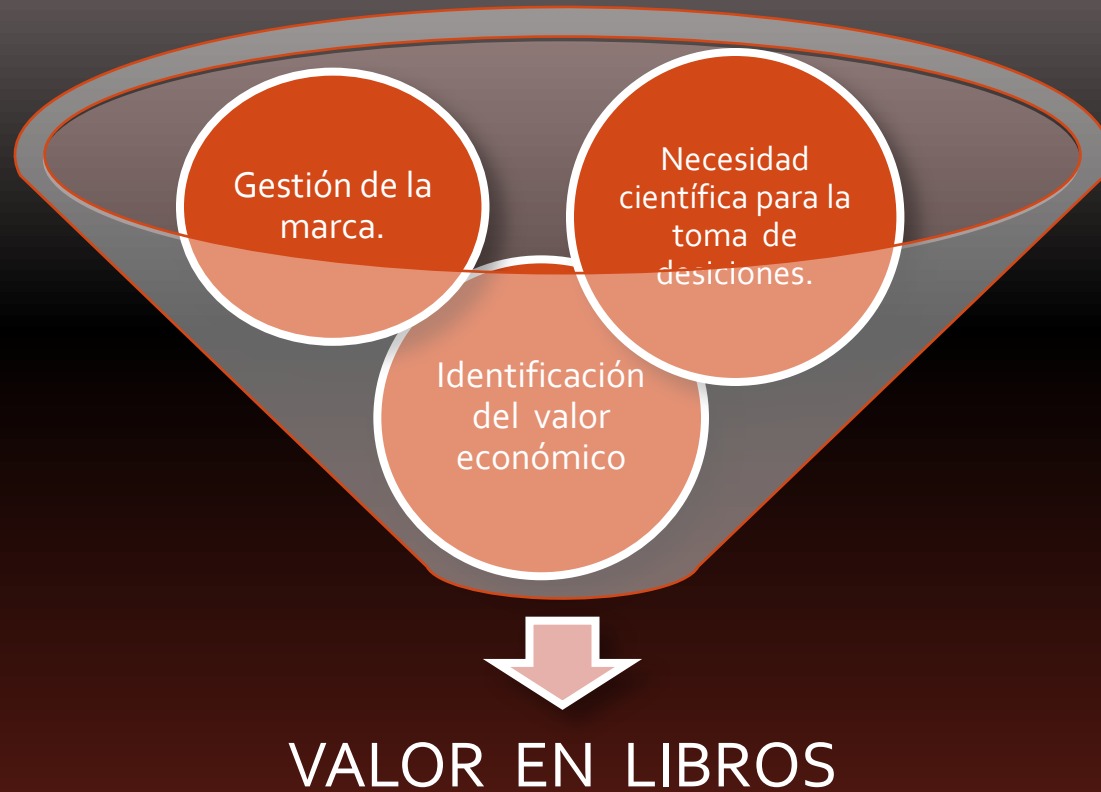 Gestión de la
marca.
Necesidad
científica para la
toma de
desiciones.
Identificación
del valor
económico
VALOR EN LIBROS